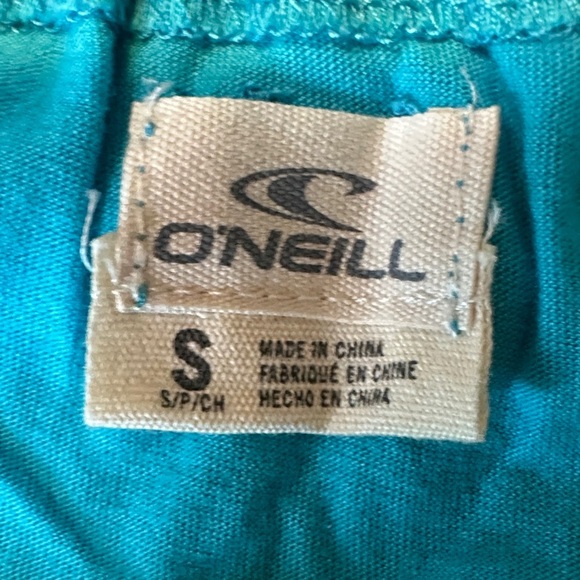 O'NEILL
S
S/P/CH
MADE IN CHINA
FABRIQUÉ EN CHINE
HECHO EN CHINA